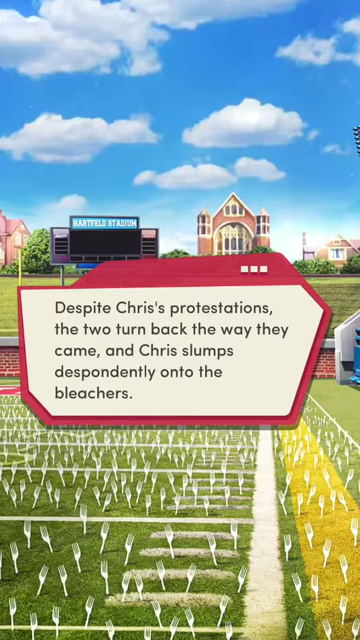 HARTFELD STADIUM
Despite Chris's protestations,
the two turn back the way they
came, and Chris slumps
despondently onto the
bleachers.